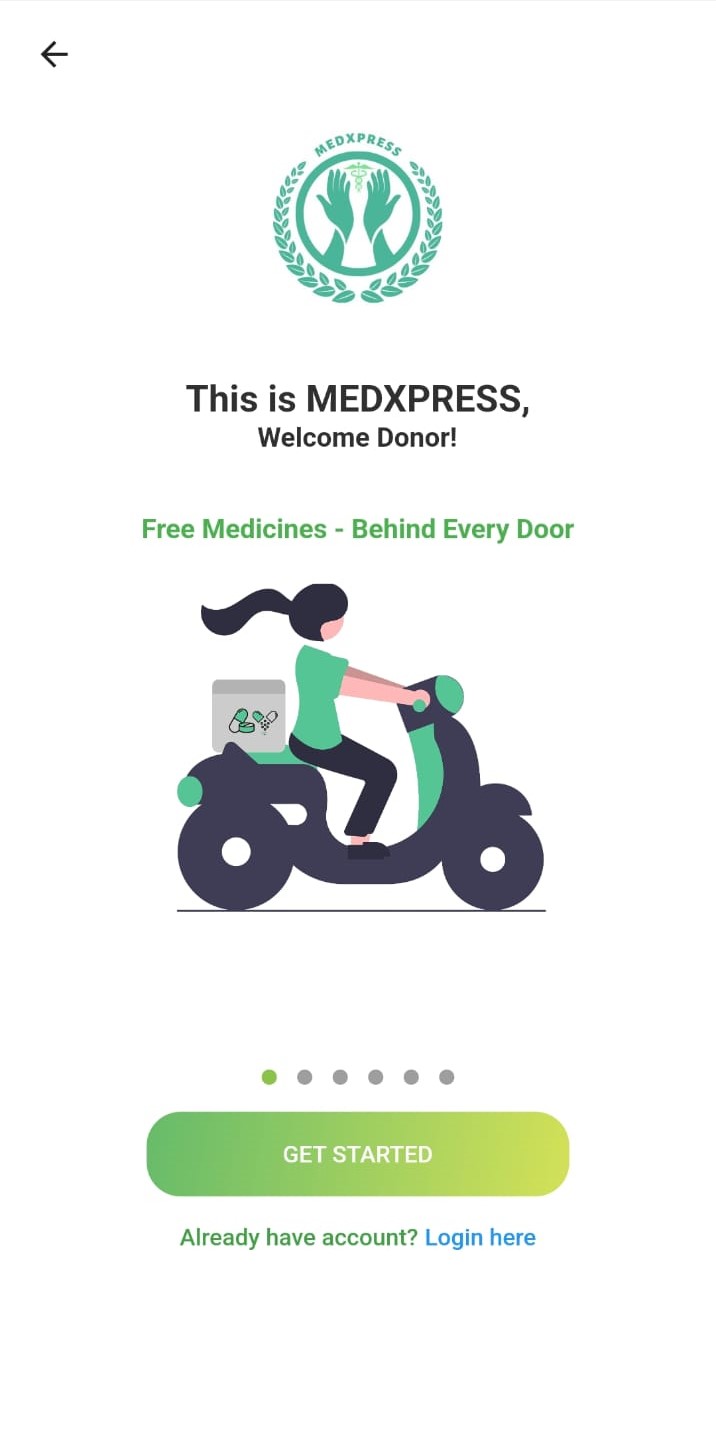 MEDXPRESS
This is MEDXPRESS,
Welcome Donor!
Free Medicines - Behind Every Door
GET STARTED
Already have account? Login here